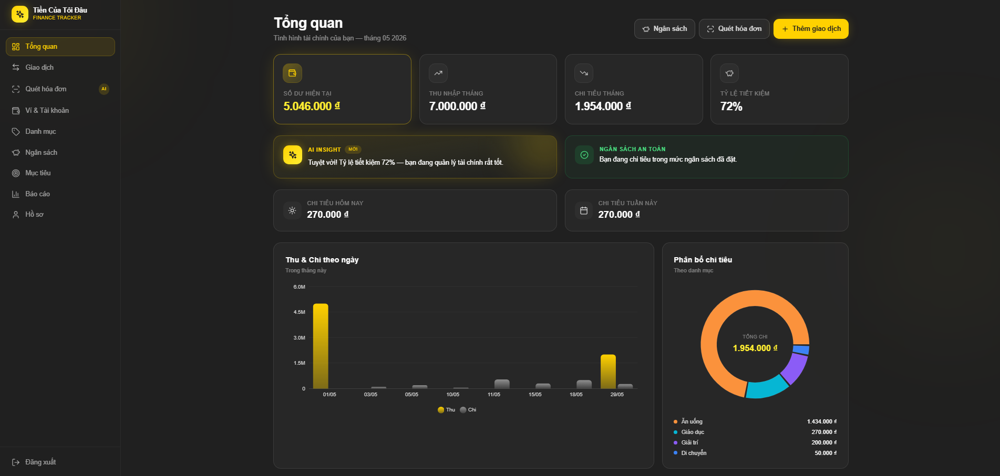 Tiền Của Tôi Đâu
FINANCE TRACKER
Tổng quan
Giao dịch
Quét hóa đơn
AI
Ví & Tài khoản
Danh mục
Ngân sách
Mục tiêu
Báo cáo
Hồ sơ
Đăng xuất
Tổng quan
Tình hình tài chính của bạn — tháng 05 2026
Ngân sách
Quét hóa đơn
Thêm giao dịch
SỐ DƯ HIỆN TẠI
5.046.000 ₫
THU NHẬP THÁNG
7.000.000 ₫
CHI TIÊU THÁNG
1.954.000 ₫
TỶ LỆ TIẾT KIỆM
72%
AI INSIGHT MỚI
Tuyệt vời! Tỷ lệ tiết kiệm 72% — bạn đang quản lý tài chính rất tốt.
NGÂN SÁCH AN TOÀN
Bạn đang chi tiêu trong mức ngân sách đã đặt.
CHI TIÊU HÔM NAY
270.000 ₫
CHI TIÊU TUẦN NÀY
270.000 ₫
Thu & Chi theo ngày
Trong tháng này
6.0M
4.5M
3.0M
1.5M
0
01/05 03/05 05/05 10/05 11/05 15/05 18/05 29/05
Thu Chi
Phân bổ chi tiêu
Theo danh mục
TỔNG CHI
1.954.000 ₫
Ăn uống 1.434.000 ₫
Giáo dục 270.000 ₫
Giải trí 200.000 ₫
Di chuyển 50.000 ₫